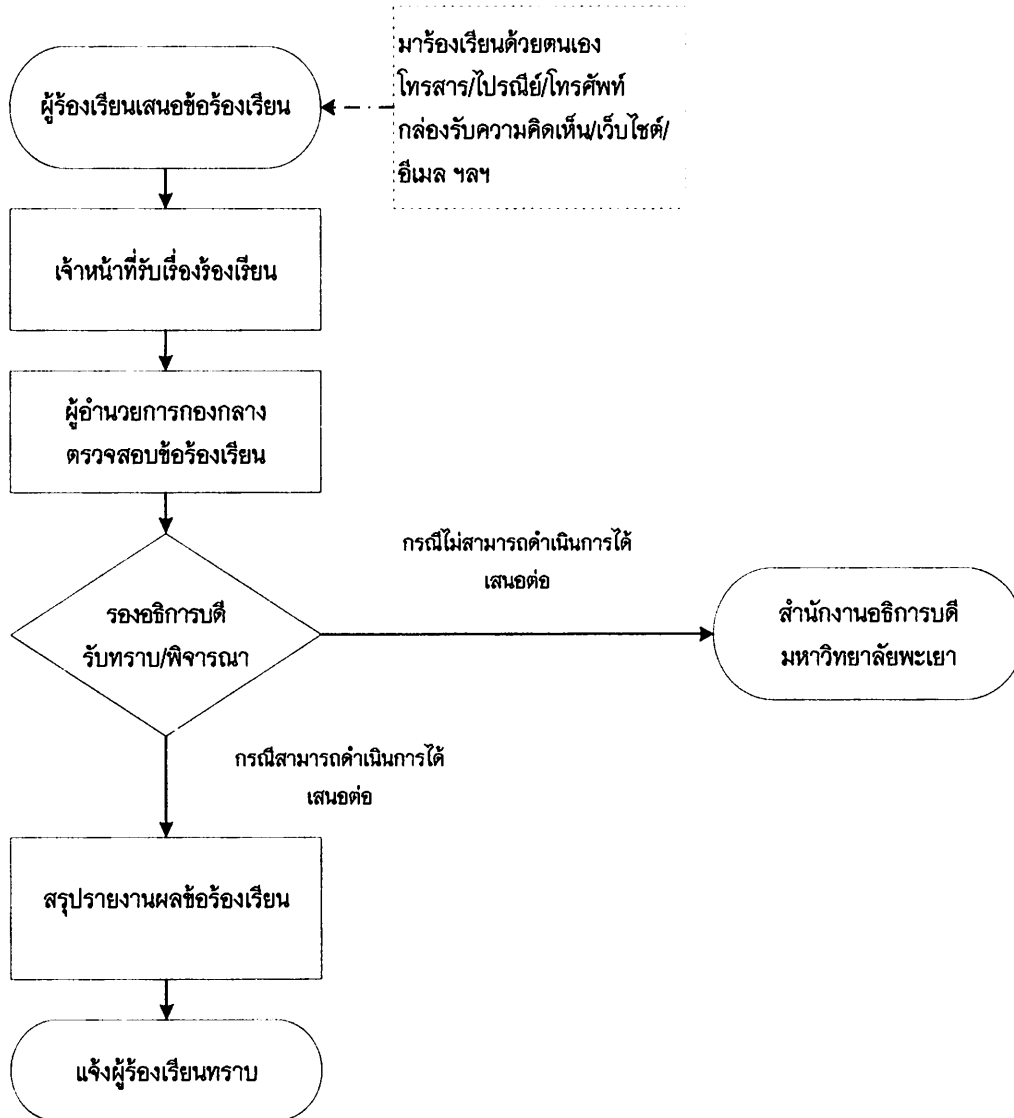 มาร้องเรียนด้วยตนเอง
โทรสาร/ไปรณีย์/โทรศัพท์
กล่องรับความคิดเห็น/เว็บไซต์/
อีเมล ฯลฯ
ผู้ร้องเรียนเสนอข้อร้องเรียน
เจ้าหน้าที่รับเรื่องร้องเรียน
ผู้อำนวยการกองกลาง
ตรวจสอบข้อร้องเรียน
กรณีไม่สามารถดำเนินการได้
เสนอต่อ
รองอธิการบดี
รับทราบ/พิจารณา
สำนักงานอธิการบดี
มหาวิทยาลัยพะเยา
กรณีสามารถดำเนินการได้
เสนอต่อ
สรุปรายงานผลข้อร้องเรียน
แจ้งผู้ร้องเรียนทราบ